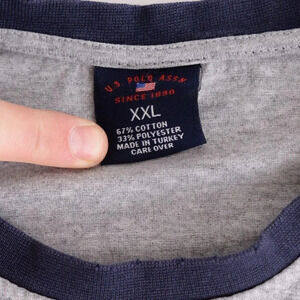 U.S. POLO ASSN.
SINCE 1890
XXL
67% COTTON
33% POLYESTER
MADE IN TURKEY
CARE OVER